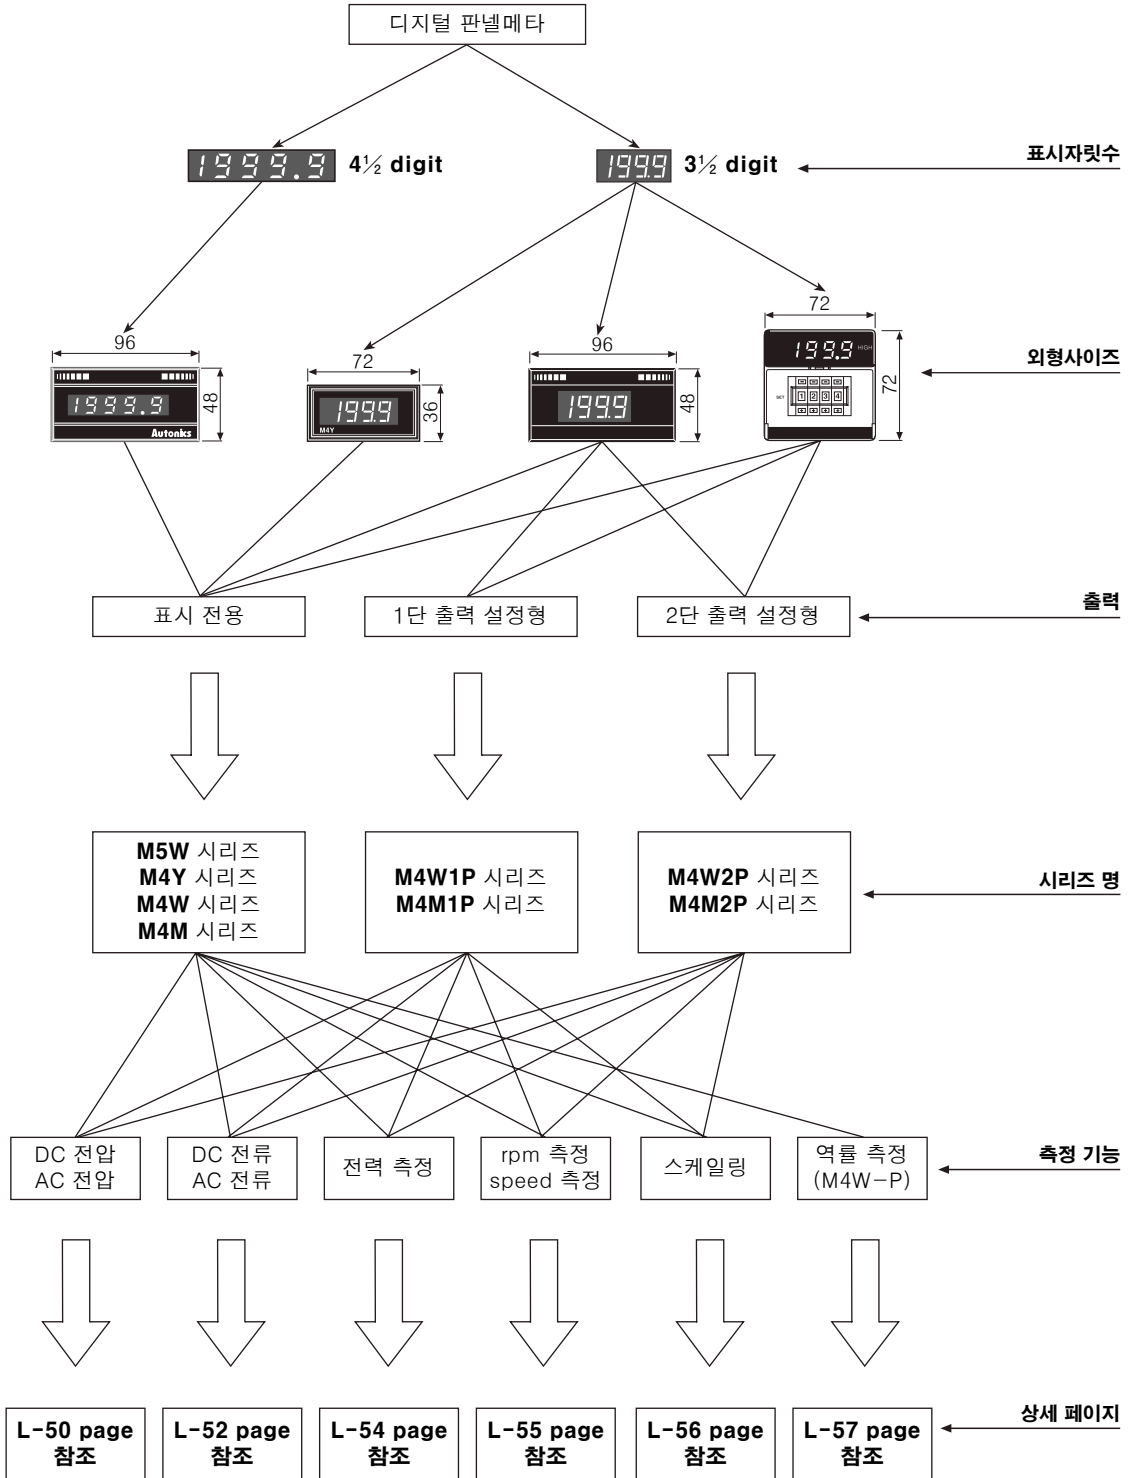 디지털 판넬메타
1999.9
4½ digit
199.9
3½ digit
표시자릿수
96
1999.9
Autonics
48
72
199.9
M4Y
36
96
199.9
48
72
199.9 HIGH
SET
1 2 3 4
72
외형사이즈
표시 전용
1단 출력 설정형
2단 출력 설정형
출력
M5W 시리즈
M4Y 시리즈
M4W 시리즈
M4M 시리즈
M4W1P 시리즈
M4M1P 시리즈
M4W2P 시리즈
M4M2P 시리즈
시리즈 명
DC 전압
AC 전압
DC 전류
AC 전류
전력 측정
rpm 측정
speed 측정
스케일링
역률 측정
(M4W-P)
측정 기능
L-50 page
참조
L-52 page
참조
L-54 page
참조
L-55 page
참조
L-56 page
참조
L-57 page
참조
상세 페이지